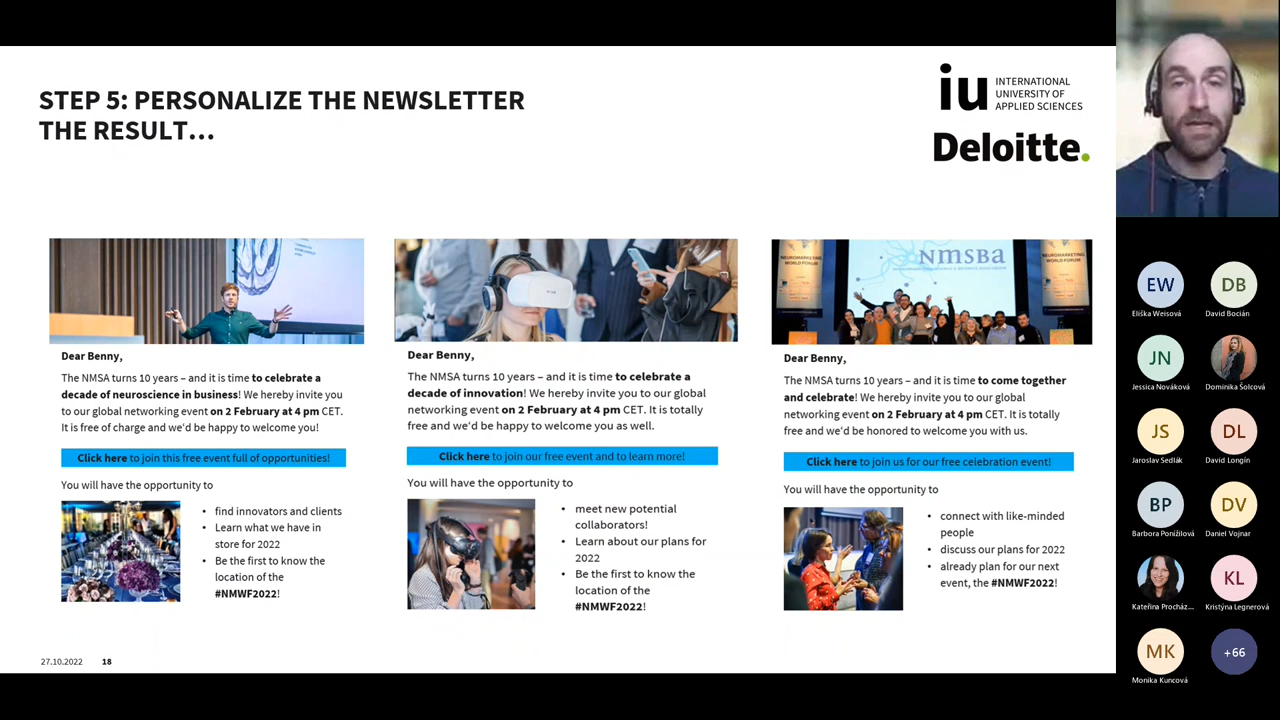 STEP 5: PERSONALIZE THE NEWSLETTER
THE RESULT...
iu INTERNATIONAL
UNIVERSITY OF
APPLIED SCIENCES
Deloitte.
Dear Benny,
The NMSA turns 10 years – and it is time to celebrate a
decade of neuroscience in business! We hereby invite you
to our global networking event on 2 February at 4 pm CET.
It is free of charge and we'd be happy to welcome you!
Click here to join this free event full of opportunities!
You will have the opportunity to
• find innovators and clients
• Learn what we have in
store for 2022
• Be the first to know the
location of the
#NMWF2022!
Dear Benny,
The NMSA turns 10 years – and it is time to celebrate a
decade of innovation! We hereby invite you to our global
networking event on 2 February at 4 pm CET. It is totally
free and we'd be happy to welcome you as well.
Click here to join our free event and to learn more!
You will have the opportunity to
• meet new potential
collaborators!
• Learn about our plans for
2022
• Be the first to know the
location of the
#NMWF2022!
NEUROMARKETING
WORLD FORUM
nmsba
NEUROMARKETING
WORLD FORUM
Dear Benny,
The NMSA turns 10 years – and it is time to come together
and celebrate! We hereby invite you to our global
networking event on 2 February at 4 pm CET. It is totally
free and we'd be honored to welcome you with us.
Click here to join us for our free celebration event!
You will have the opportunity to
• connect with like-minded
people
• discuss our plans for 2022
• already plan for our next
event, the #NMWF2022!
27.10.2022 18
EW DB
Eliška Weisová David Bocián
JN
Jessica Nováková Dominika Šolcová
JS DL
Jaroslav Sedlák David Longin
BP DV
Barbora Ponížilová Daniel Vojnar
KL
Kateřina Procház... Kristýna Legnerová
MK +66
Monika Kuncová